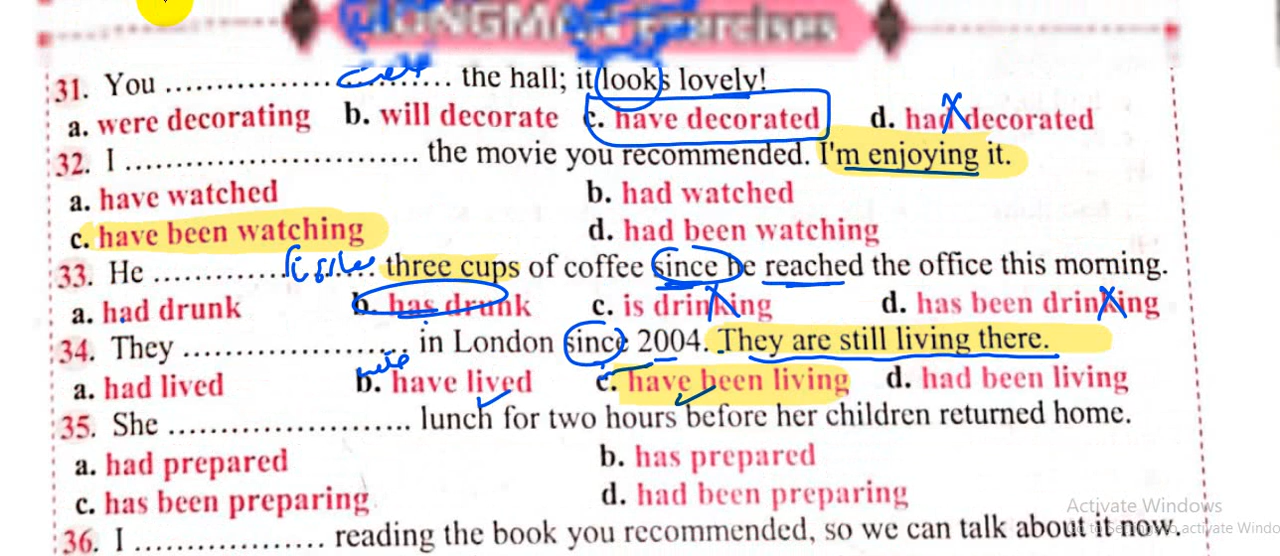 LONGMAN Exercises
31. You .............................. the hall; it looks lovely!
a. were decorating b. will decorate c. have decorated d. had decorated
32. I .............................. the movie you recommended. I'm enjoying it.
a. have watched b. had watched
c. have been watching d. had been watching
33. He ........................ three cups of coffee since he reached the office this morning.
a. had drunk b. has drunk c. is drinking d. has been drinking
34. They ........................ in London since 2004. They are still living there.
a. had lived b. have lived c. have been living d. had been living
35. She ........................ lunch for two hours before her children returned home.
a. had prepared b. has prepared
c. has been preparing d. had been preparing
Activate Windows
36. I .................... reading the book you recommended, so we can talk about it now.